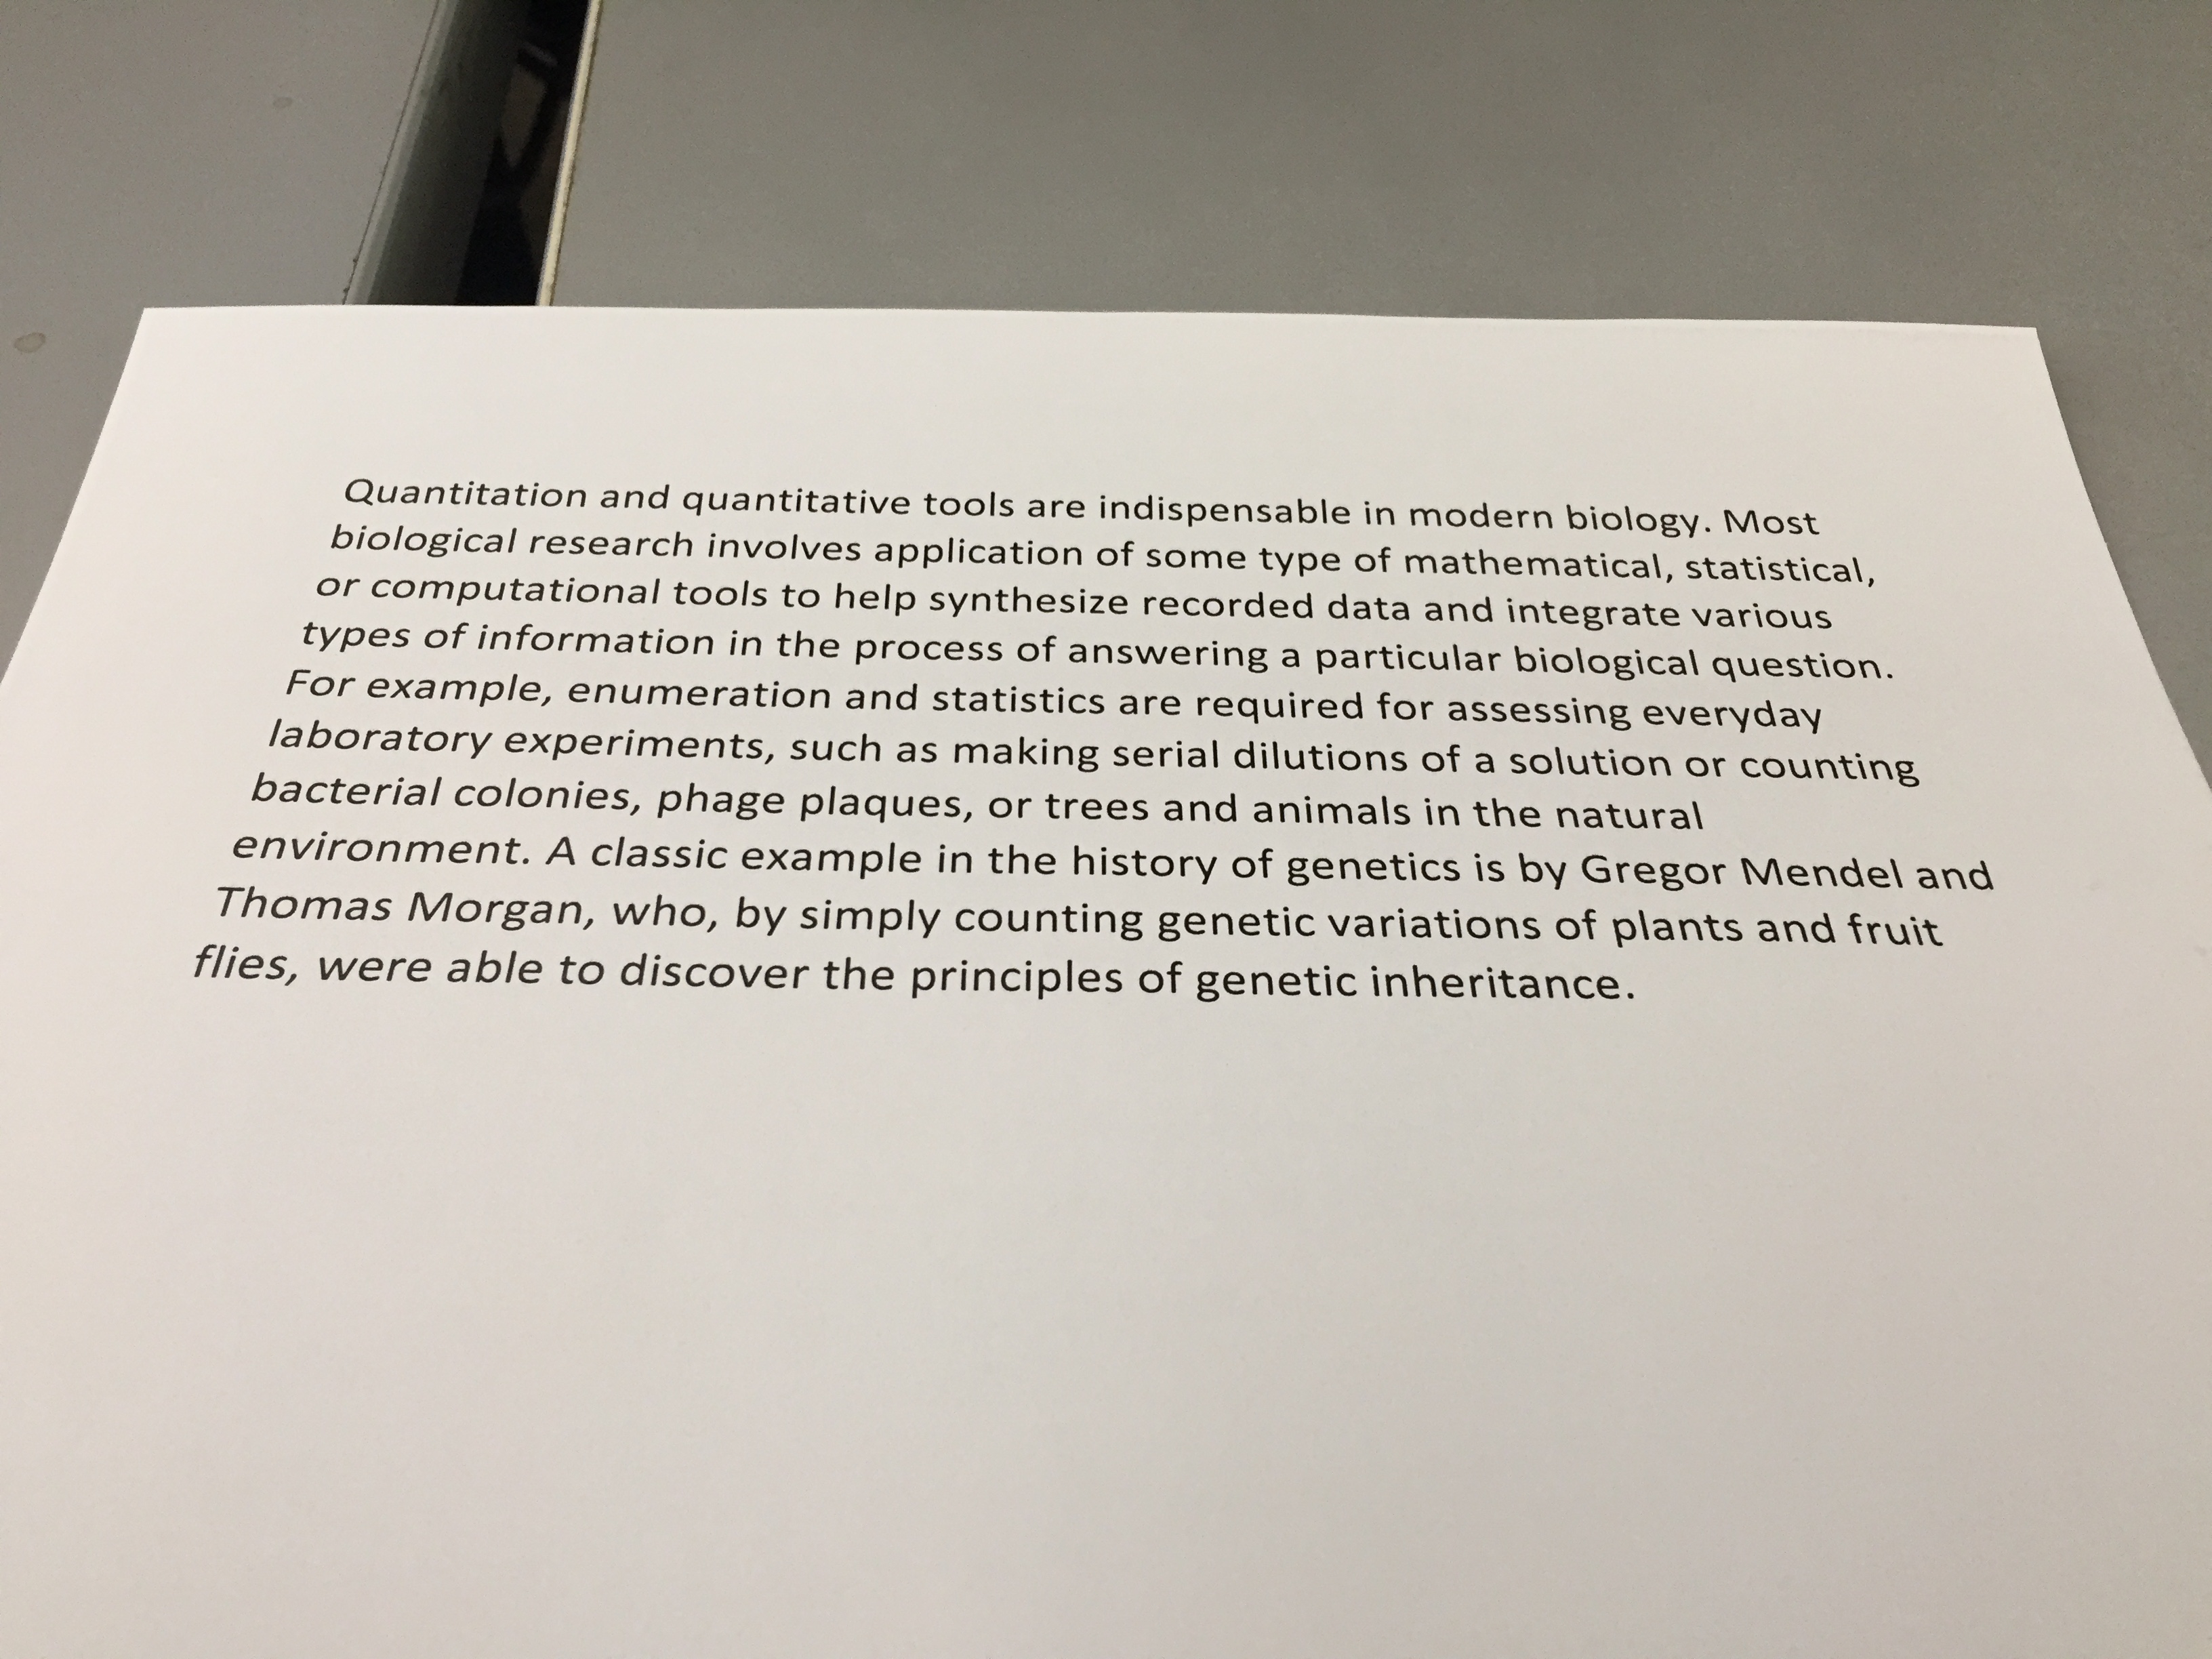 Quantitation and quantitative tools are indispensable in modern biology. Most
biological research involves application of some type of mathematical, statistical,
or computational tools to help synthesize recorded data and integrate various
types of information in the process of answering a particular biological question.
For example, enumeration and statistics are required for assessing everyday
laboratory experiments, such as making serial dilutions of a solution or counting
bacterial colonies, phage plaques, or trees and animals in the natural
environment. A classic example in the history of genetics is by Gregor Mendel and
Thomas Morgan, who, by simply counting genetic variations of plants and fruit
flies, were able to discover the principles of genetic inheritance.